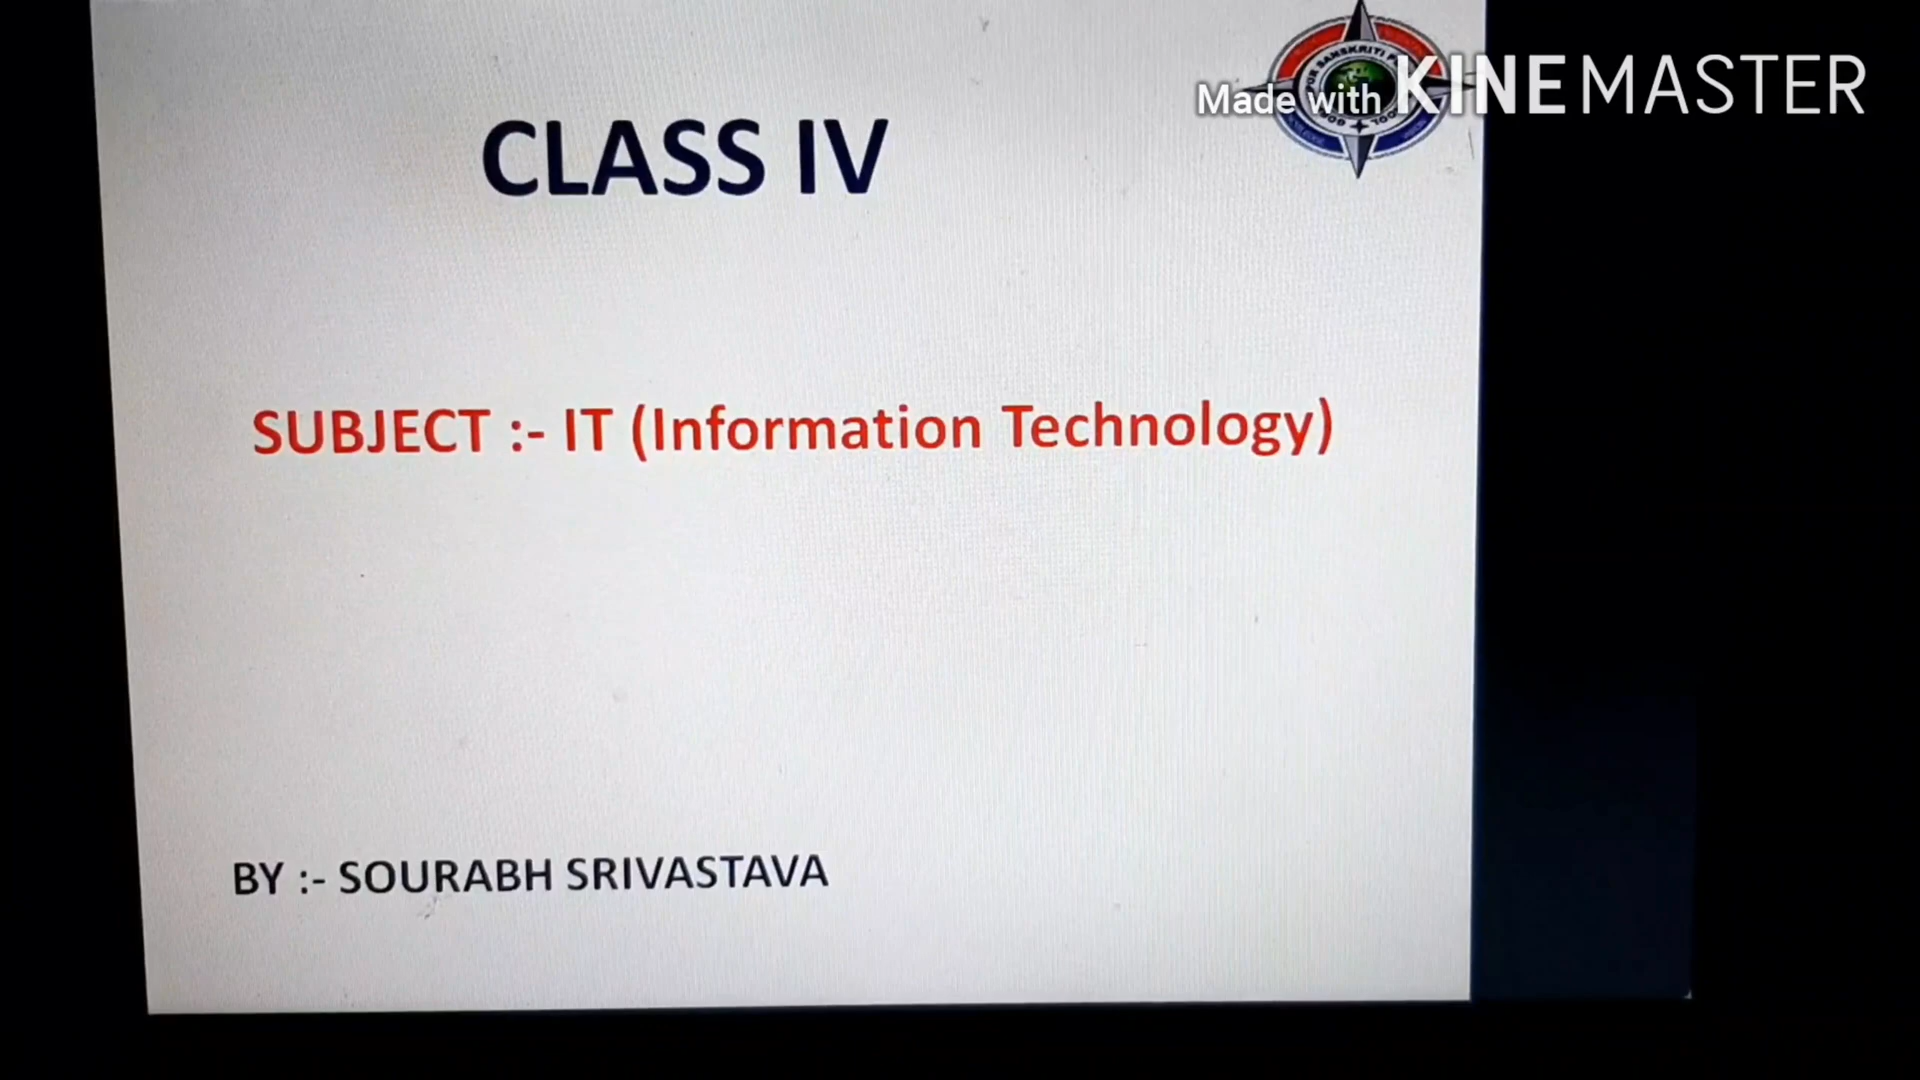 CLASS IV
Made with KINEMASTER
SUBJECT :- IT (Information Technology)
BY :- SOURABH SRIVASTAVA